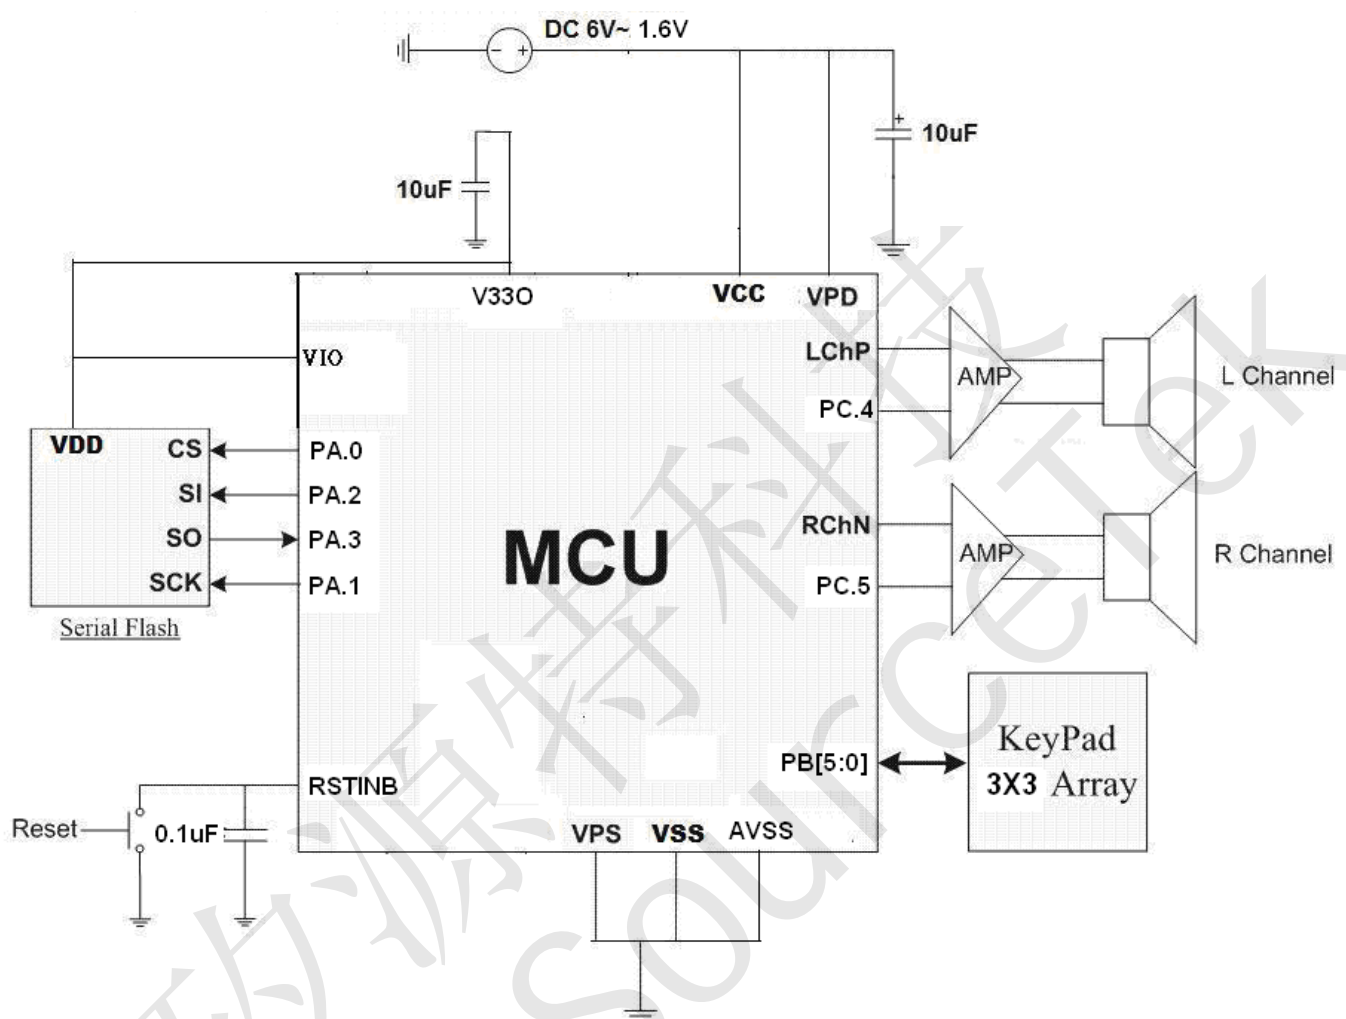 DC 6V~ 1.6V
+
10uF
10uF
V33O
VCC
VPD
VIO
LChP
AMP
L Channel
PC.4
VDD
CS
PA.0
SI
PA.2
SO
PA.3
SCK
PA.1
Serial Flash
MCU
RChN
AMP
R Channel
PC.5
PB[5:0]
KeyPad
3X3 Array
RSTINB
Reset
0.1uF
VPS
VSS
AVSS
矽源特科技
SourceTek